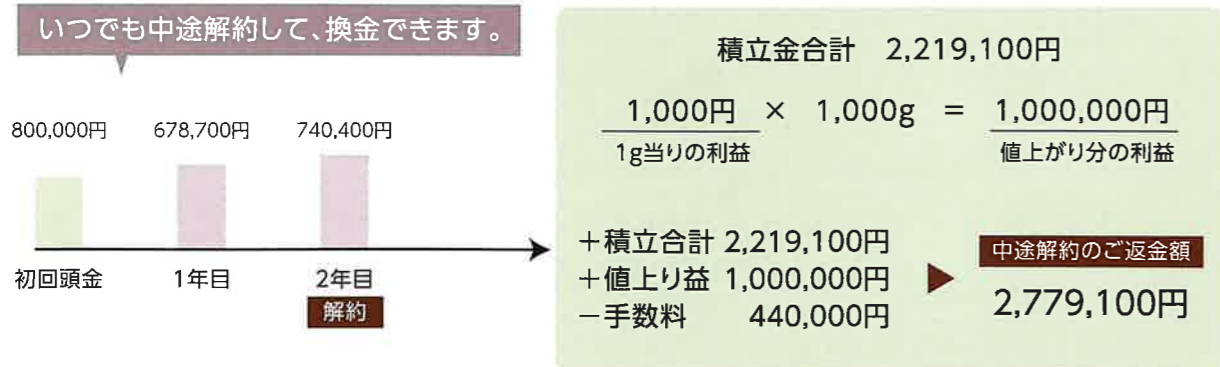 いつでも中途解約して、換金できます。
800,000円 678,700円 740,400円
初回頭金 1年目 2年目
解約
積立金合計 2,219,100円
1,000円 × 1,000g = 1,000,000円
1g当りの利益 値上がり分の利益
＋積立合計 2,219,100円
＋値上り益 1,000,000円
－手数料 440,000円
中途解約のご返金額
2,779,100円